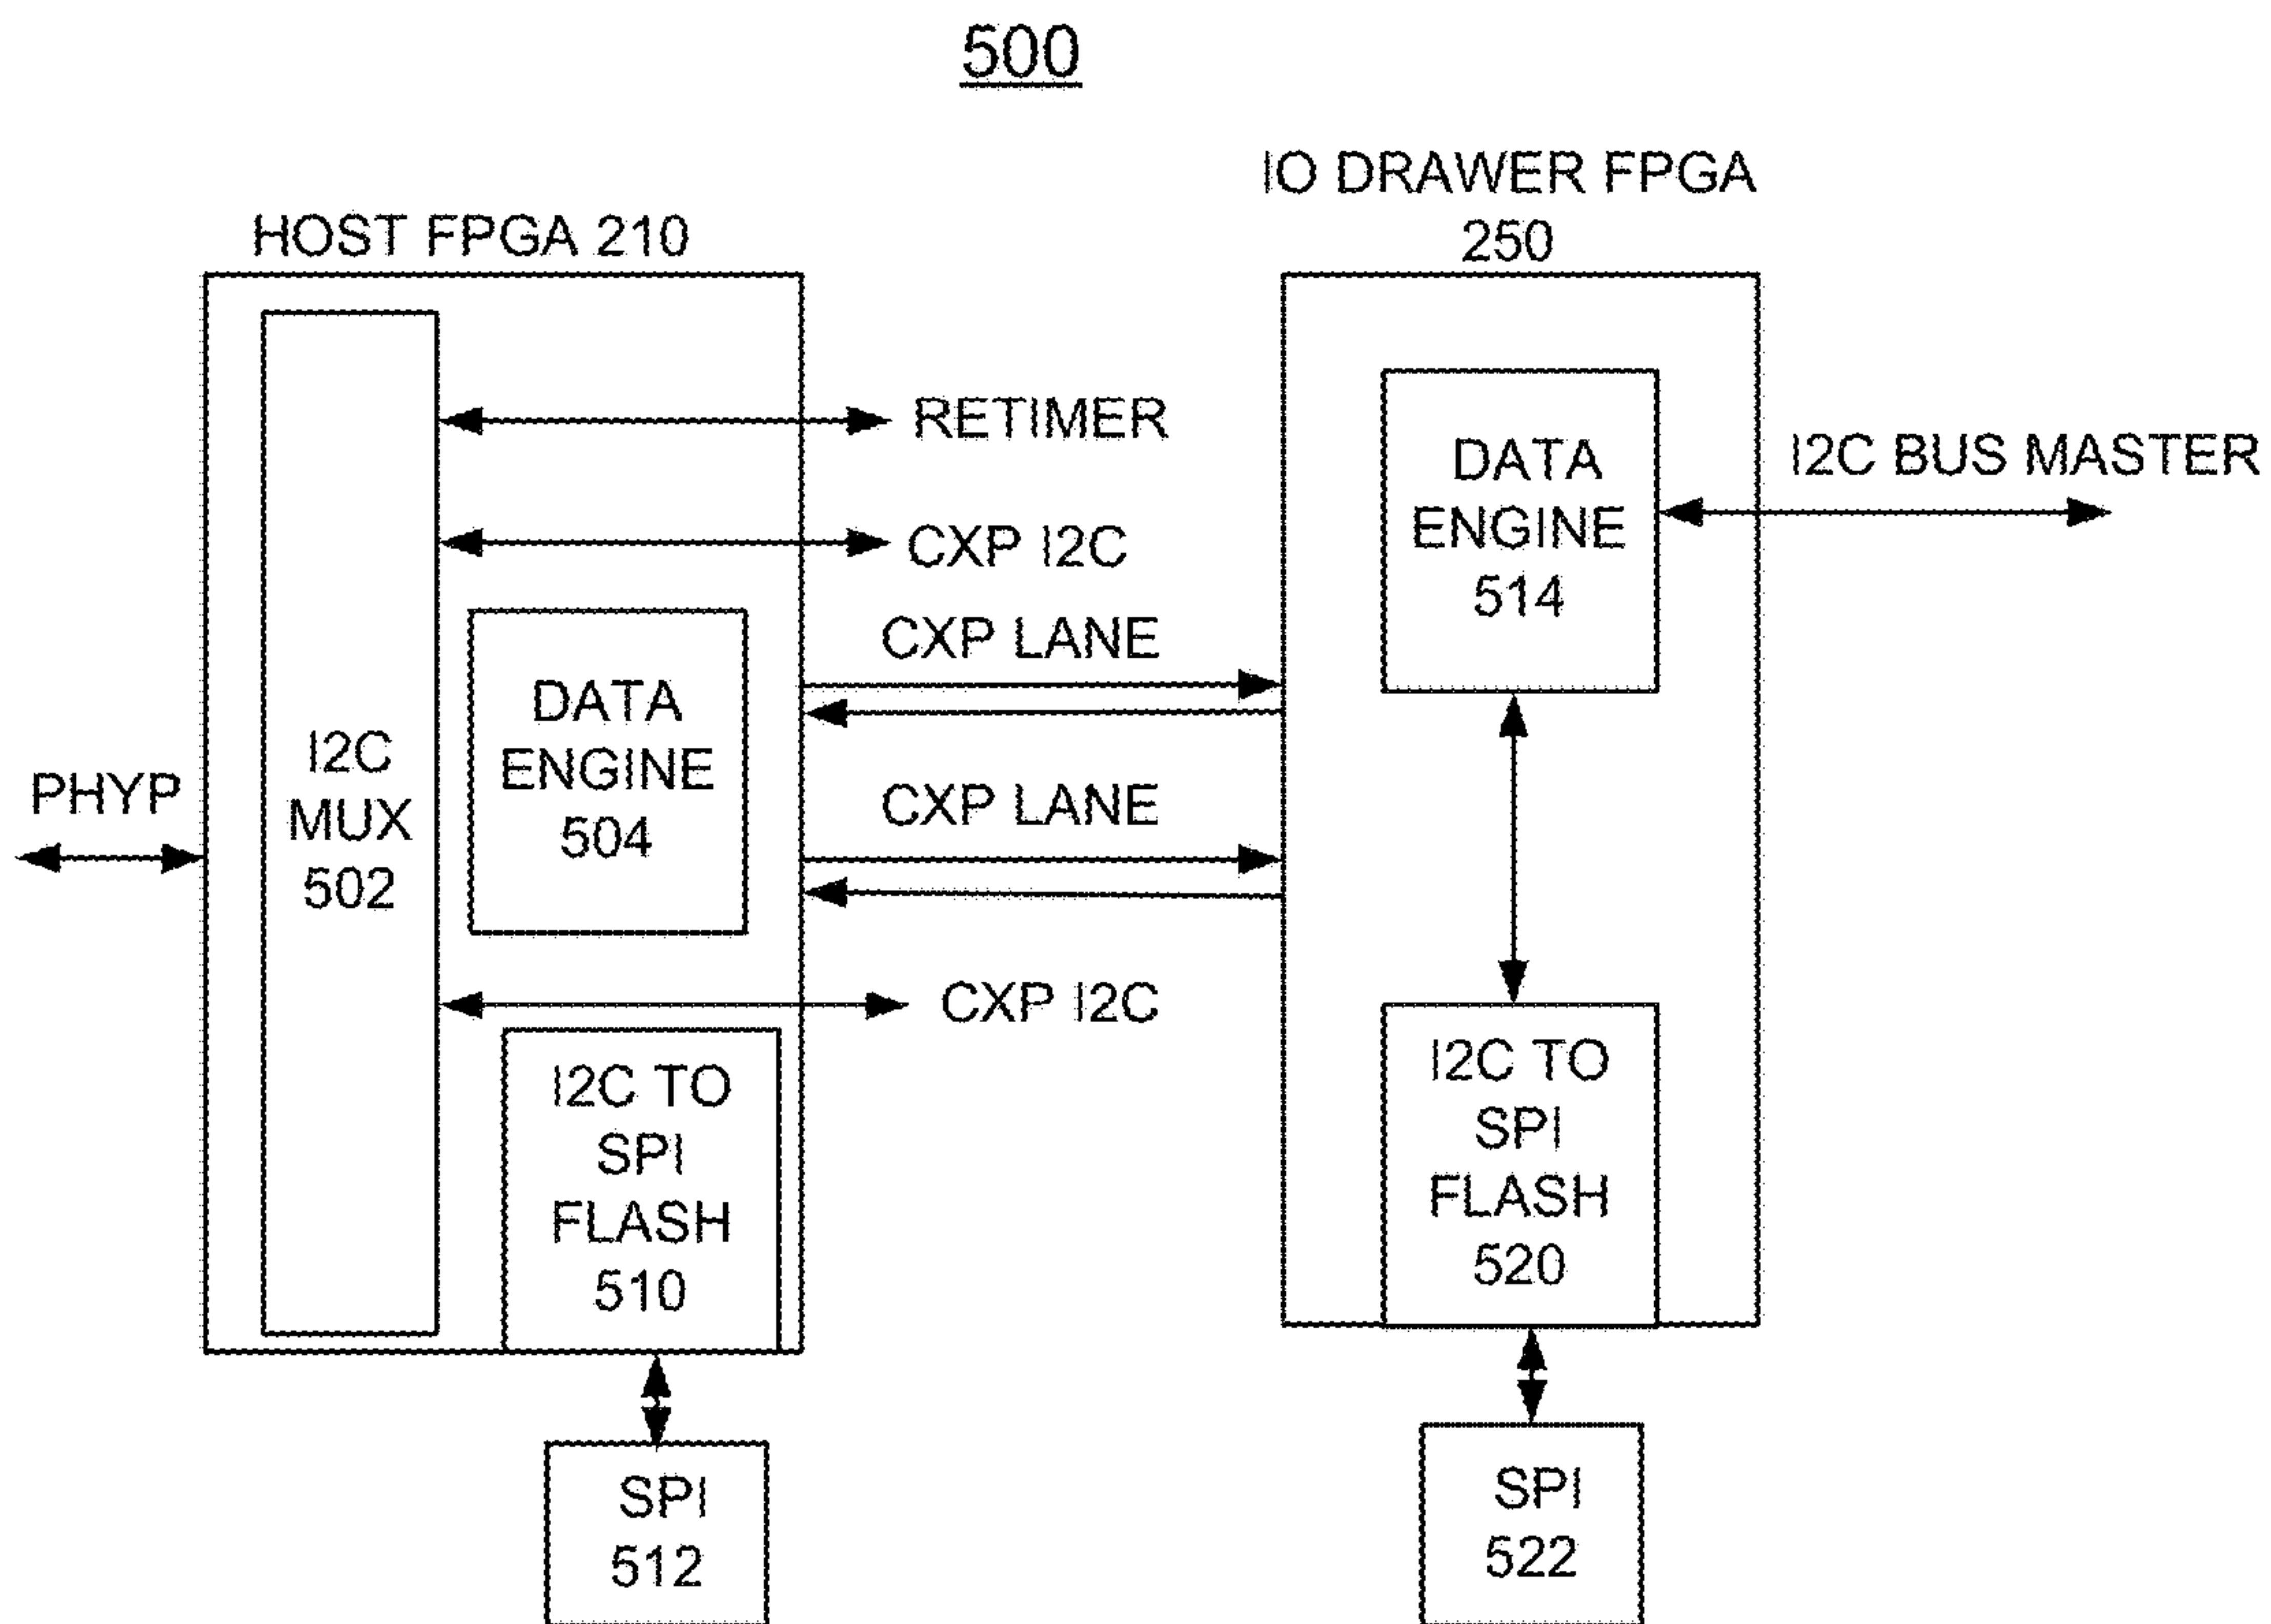 500
HOST FPGA 210
IO DRAWER FPGA
250
PHYP
I2C
MUX
502
RETIMER
CXP I2C
DATA
ENGINE
504
CXP LANE
CXP LANE
CXP I2C
I2C TO
SPI
FLASH
510
SPI
512
DATA
ENGINE
514
I2C BUS MASTER
I2C TO
SPI
FLASH
520
SPI
522